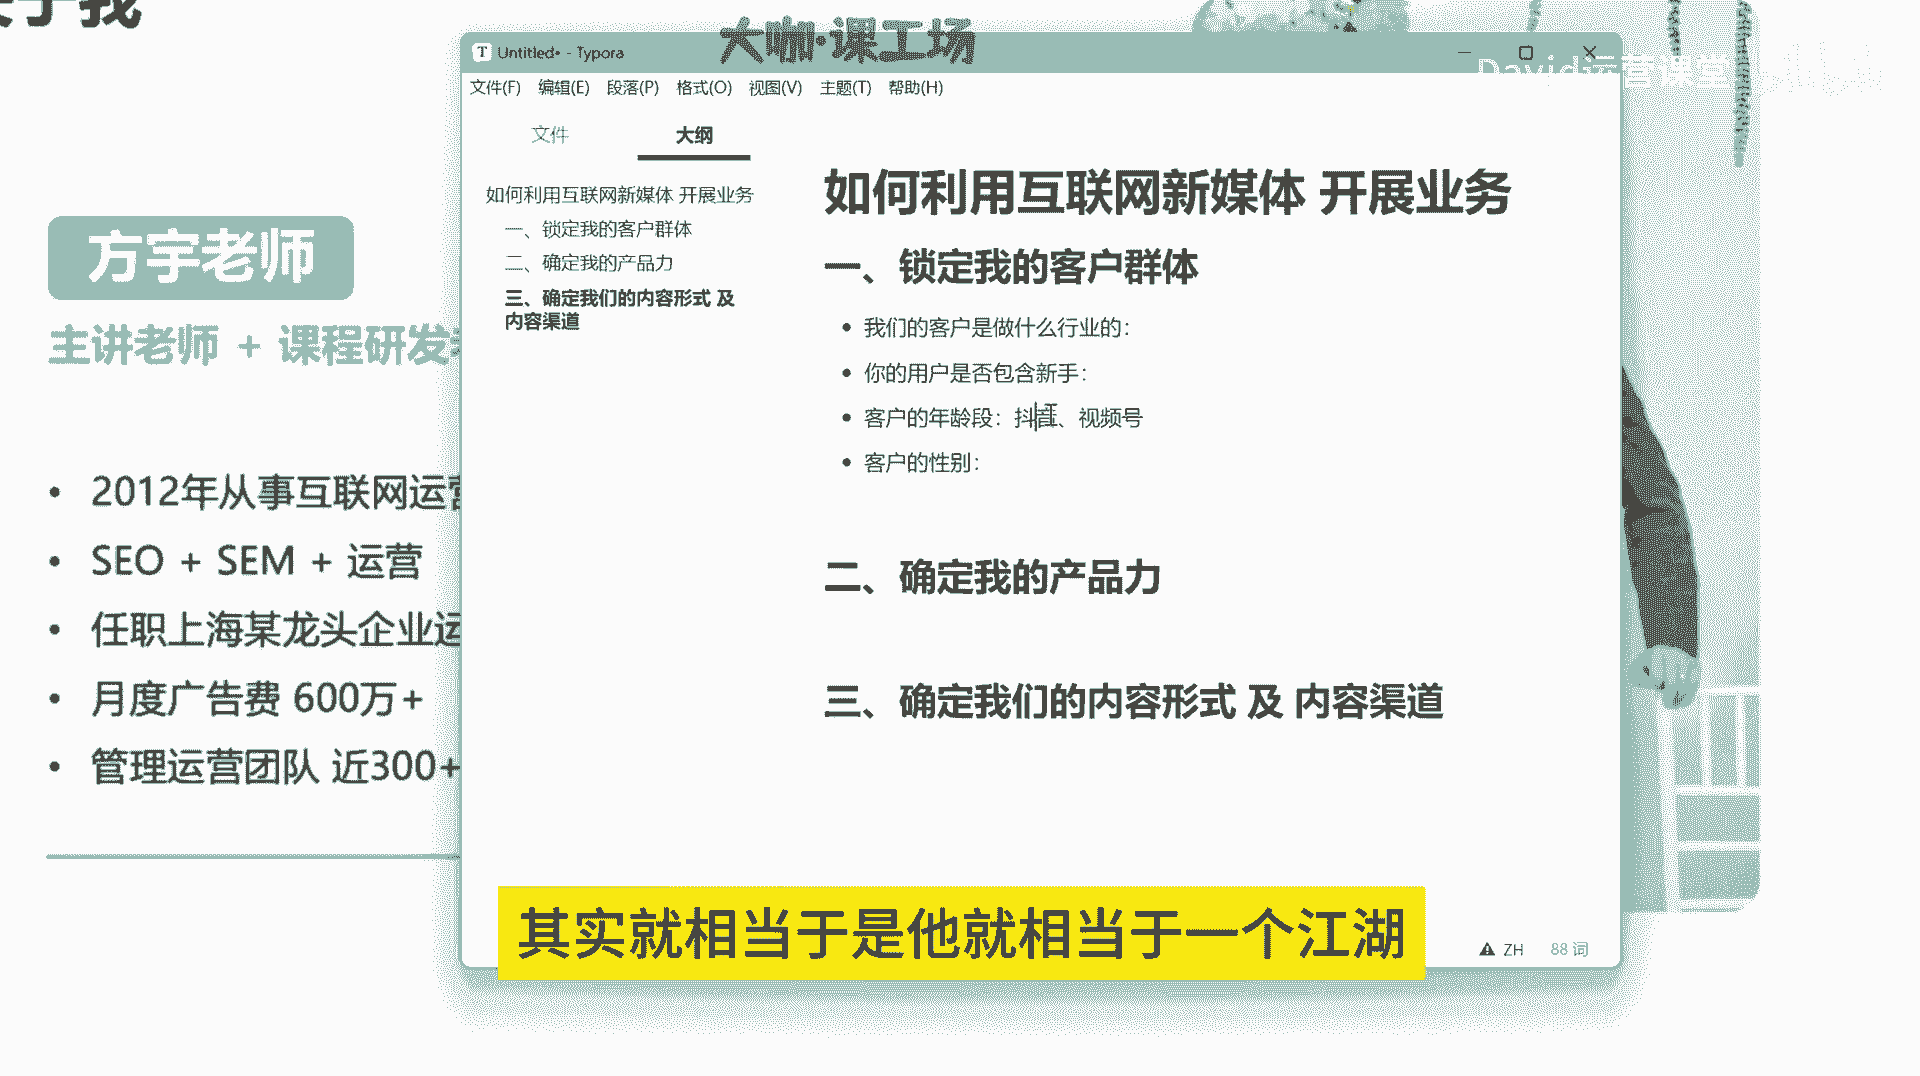 关于我
大咖·课工场
David运营课堂
方宇老师
主讲老师 + 课程研发
2012年从事互联网运营
SEO + SEM + 运营
任职上海某龙头企业运
月度广告费 600万+
管理运营团队 近300+
Untitled• - Typora
文件(F) 编辑(E) 段落(P) 格式(O) 视图(V) 主题(T) 帮助(H)
文件 大纲
如何利用互联网新媒体 开展业务
一、锁定我的客户群体
二、确定我的产品力
三、确定我们的内容形式 及
内容渠道
如何利用互联网新媒体 开展业务
一、锁定我的客户群体
我们的客户是做什么行业的：
你的用户是否包含新手：
客户的年龄段：抖音、视频号
客户的性别：
二、确定我的产品力
三、确定我们的内容形式 及 内容渠道
ZH 88 词
其实就相当于是他就相当于一个江湖